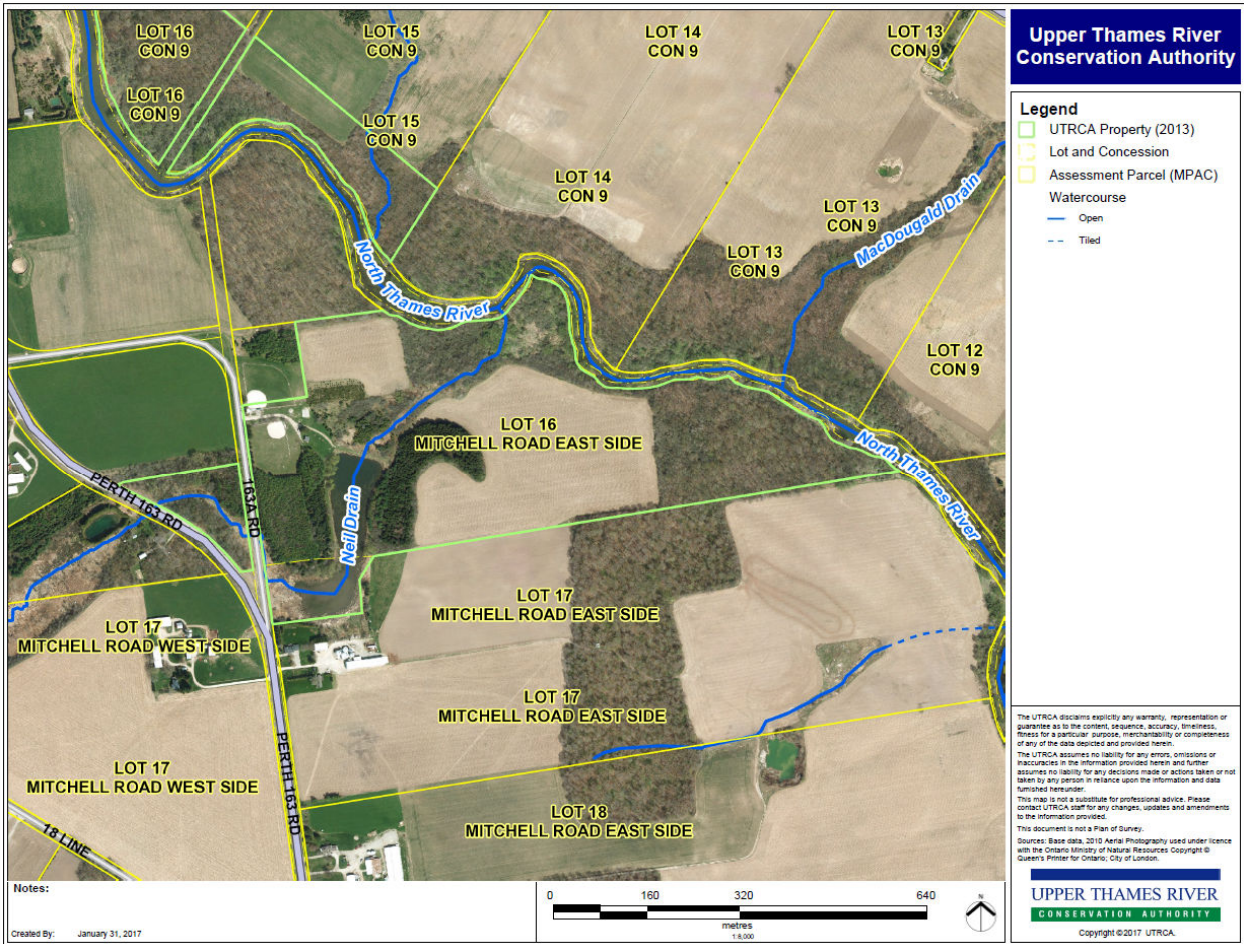 LOT 16
CON 9
LOT 15
CON 9
LOT 14
CON 9
LOT 13
CON 9
LOT 16
CON 9
LOT 15
CON 9
LOT 14
CON 9
LOT 13
CON 9
LOT 13
CON 9
MacDougald Drain
North Thames River
LOT 12
CON 9
LOT 16
MITCHELL ROAD EAST SIDE
North Thames River
PERTH 163 RD
163A RD
Neil Drain
LOT 17
MITCHELL ROAD EAST SIDE
LOT 17
MITCHELL ROAD WEST SIDE
LOT 17
MITCHELL ROAD EAST SIDE
PERTH 163 RD
LOT 17
MITCHELL ROAD WEST SIDE
LOT 18
MITCHELL ROAD EAST SIDE
18 LINE
Upper Thames River
Conservation Authority
Legend
UTRCA Property (2013)
Lot and Concession
Assessment Parcel (MPAC)
Watercourse
Open
Tiled
The UTRCA disclaims explicitly any warranty, representation or
guarantee as to the content, sequence, accuracy, timeliness,
fitness for a particular purpose, merchantability or completeness
of any of the data depicted and provided herein.
The UTRCA assumes no liability for any errors, omissions or
inaccuracies in the information provided herein and further
assumes no liability for any decisions made or actions taken or not
taken by any person in reliance upon the information and data
furnished hereunder.
This map is not a substitute for professional advice. Please
contact UTRCA staff for any changes, updates and amendments
to the information provided.
This document is not a Plan of Survey.
Sources: Base data, 2010 Aerial Photography used under licence
with the Ontario Ministry of Natural Resources Copyright ©
Queen's Printer for Ontario; City of London.
UPPER THAMES RIVER
CONSERVATION AUTHORITY
Copyright ©2017 UTRCA.
Notes:
Created By: January 31, 2017
0 160 320 640
metres
1:8,000
N